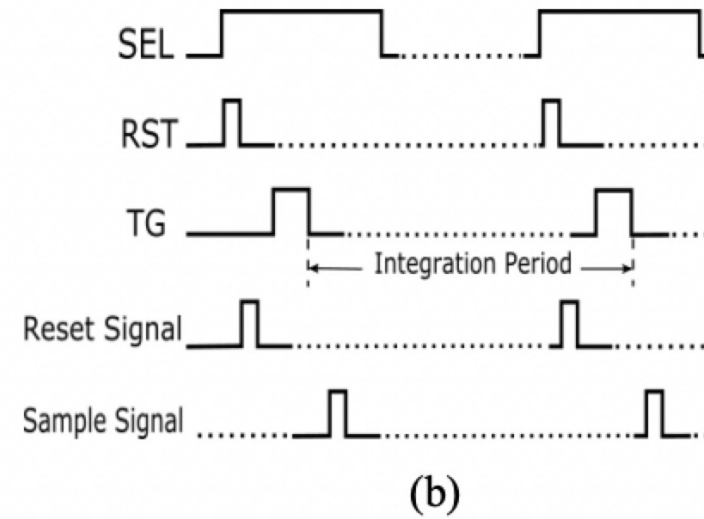 SEL
RST
TG
Integration Period
Reset Signal
Sample Signal
(b)